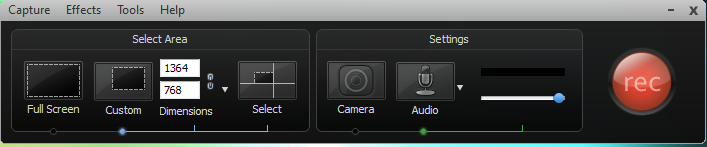 Capture Effects Tools Help
Select Area
Settings
1364
768
Full Screen
Custom
Dimensions
Select
Camera
Audio
rec